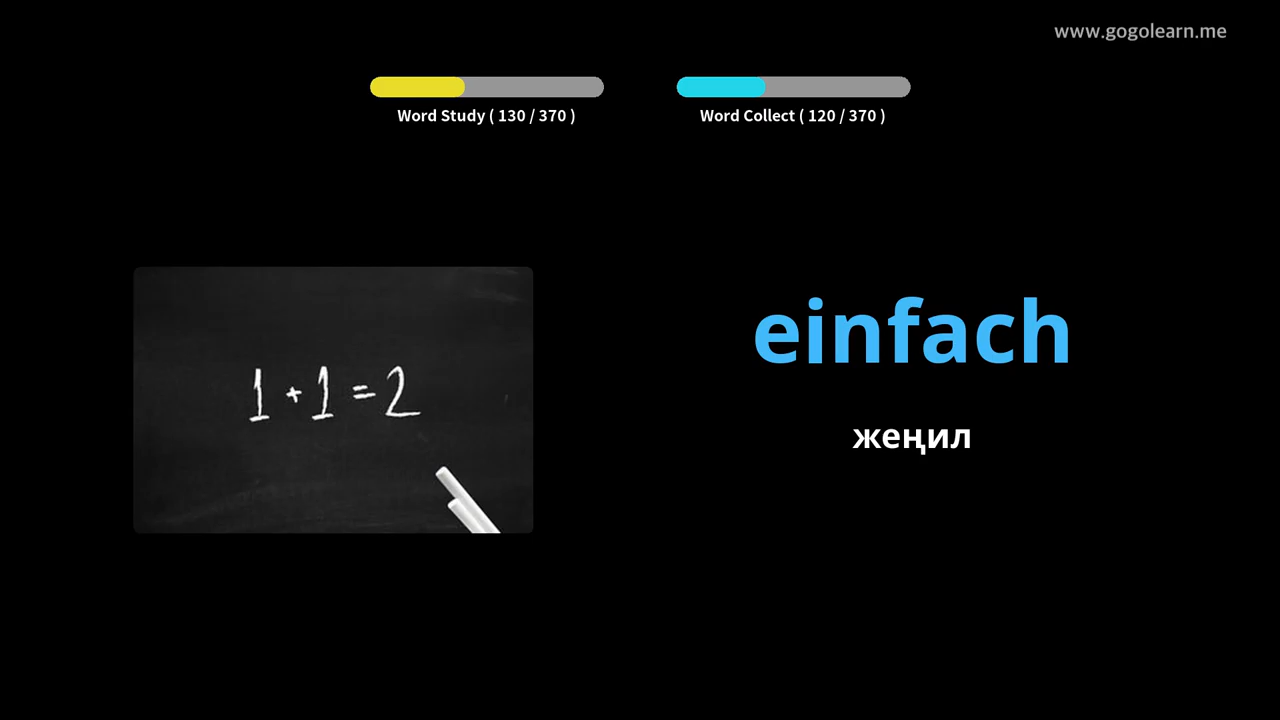 www.gogolearn.me
Word Study ( 130 / 370 )
Word Collect ( 120 / 370 )
1 + 1 = 2
einfach
жеңил